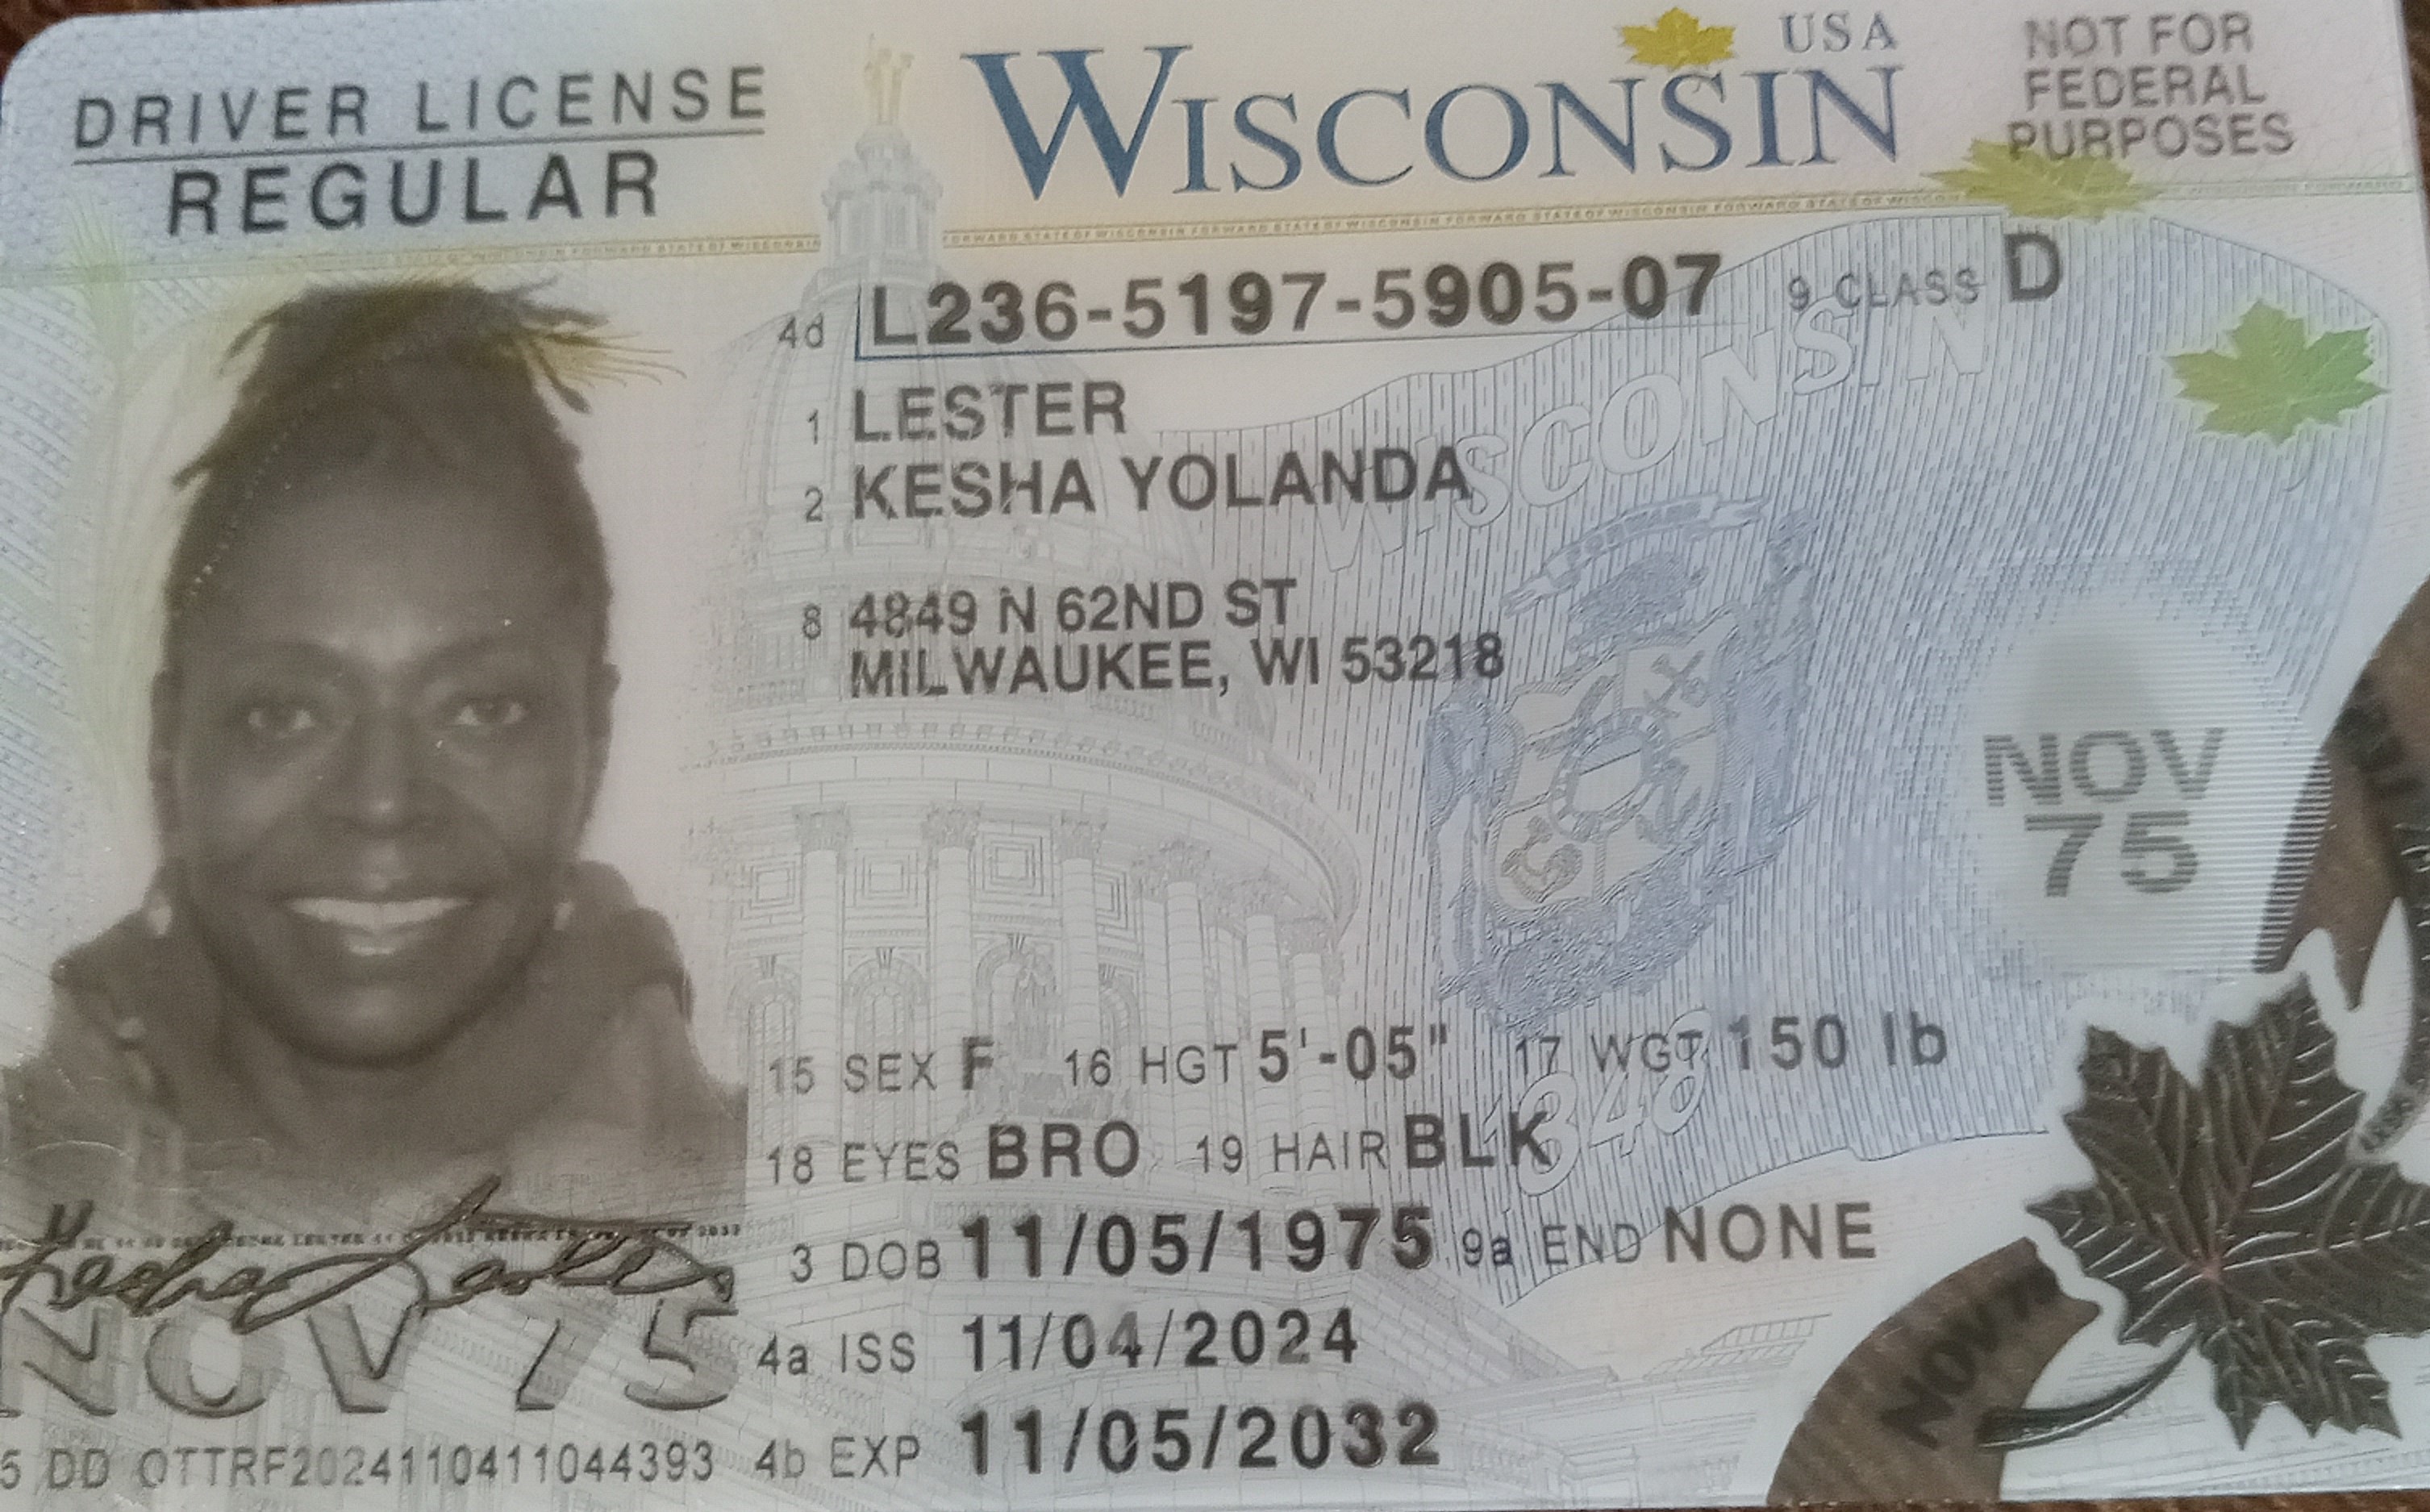 USA
DRIVER LICENSE
REGULAR
WISCONSIN
NOT FOR
FEDERAL
PURPOSES
4d L236-5197-5905-07 9 CLASS D
1 LESTER
2 KESHA YOLANDA
WISCONSIN
8 4849 N 62ND ST
MILWAUKEE, WI 53218
FORWARD
NOV
75
15 SEX F 16 HGT 5'-05" 17 WGT 150 lb
1848
18 EYES BRO 19 HAIR BLK
3 DOB 11/05/1975 9a END NONE
Kesha Lester
NOV 75
4a ISS 11/04/2024
5 DD OTTRF2024110411044393 4b EXP 11/05/2032